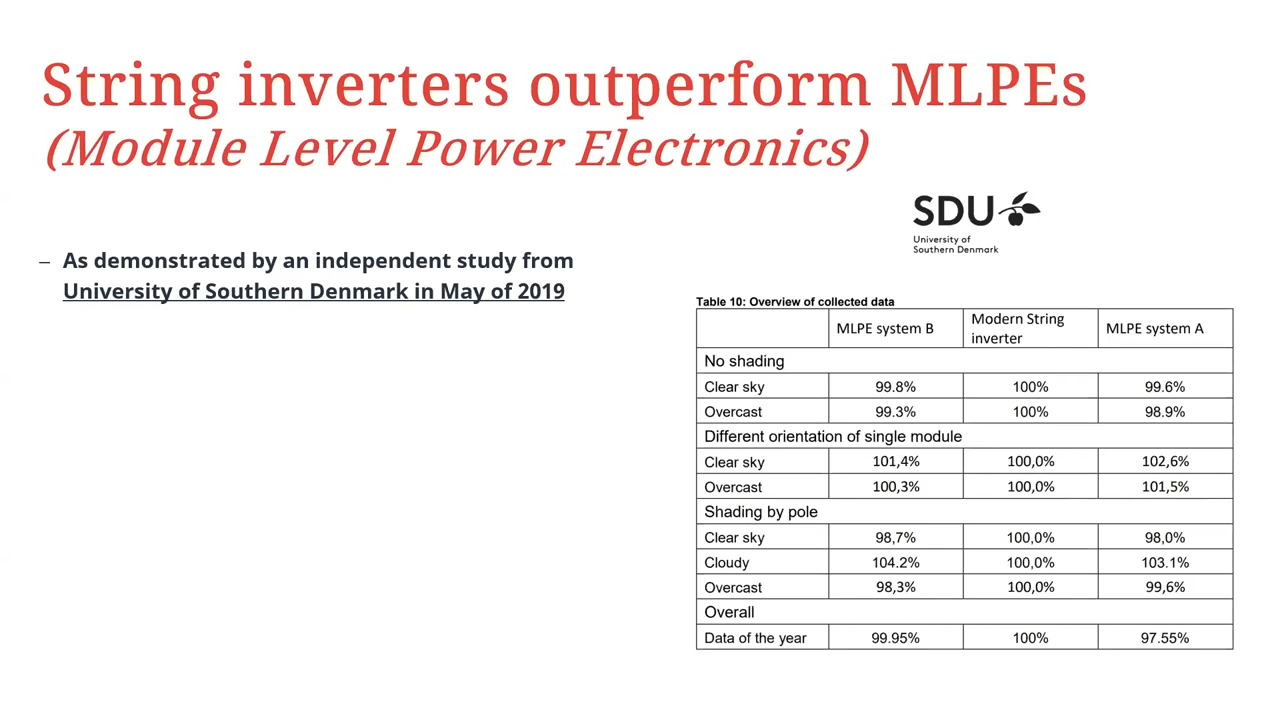 String inverters outperform MLPEs
(Module Level Power Electronics)
SDU
University of
Southern Denmark
– As demonstrated by an independent study from
University of Southern Denmark in May of 2019
Table 10: Overview of collected data
MLPE system B Modern String inverter MLPE system A
No shading
Clear sky 99.8% 100% 99.6%
Overcast 99.3% 100% 98.9%
Different orientation of single module
Clear sky 101,4% 100,0% 102,6%
Overcast 100,3% 100,0% 101,5%
Shading by pole
Clear sky 98,7% 100,0% 98,0%
Cloudy 104.2% 100,0% 103.1%
Overcast 98,3% 100,0% 99,6%
Overall
Data of the year 99.95% 100% 97.55%